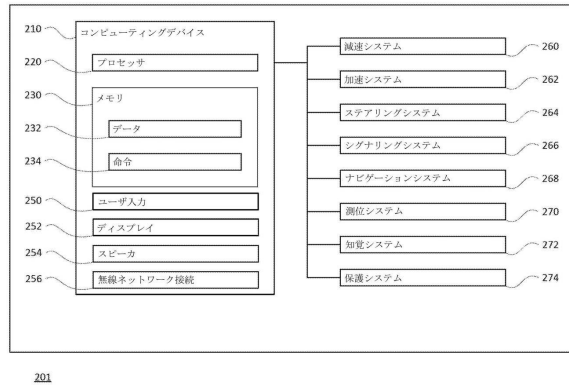 210 コンピューティングデバイス
220 プロセッサ
230 メモリ
232 データ
234 命令
250 ユーザ入力
252 ディスプレイ
254 スピーカ
256 無線ネットワーク接続
減速システム 260
加速システム 262
ステアリングシステム 264
シグナリングシステム 266
ナビゲーションシステム 268
測位システム 270
知覚システム 272
保護システム 274
201